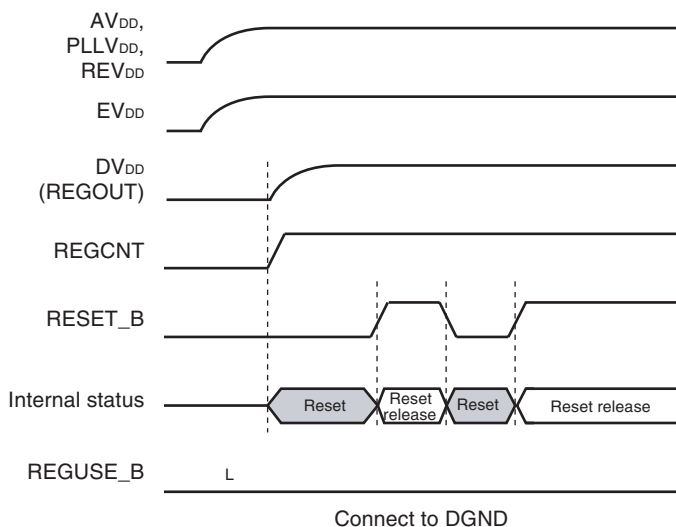 AVDD,
PLLVDD,
REVDD
EVDD
DVDD
(REGOUT)
REGCNT
RESET_B
Internal status
Reset
Reset
release
Reset
Reset release
REGUSE_B
L
Connect to DGND